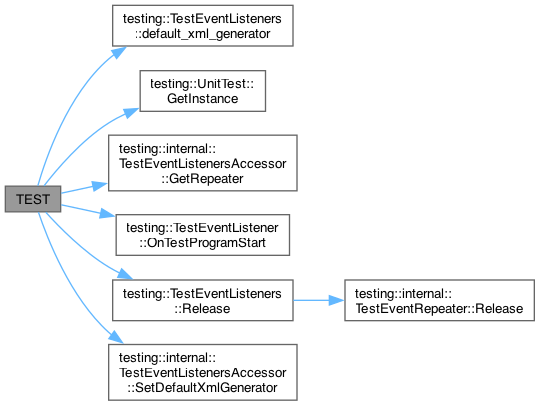 testing::TestEventListeners
::default_xml_generator
testing::UnitTest::
GetInstance
testing::internal::
TestEventListenersAccessor
::GetRepeater
TEST
testing::TestEventListener
::OnTestProgramStart
testing::TestEventListeners
::Release
testing::internal::
TestEventRepeater::Release
testing::internal::
TestEventListenersAccessor
::SetDefaultXmlGenerator